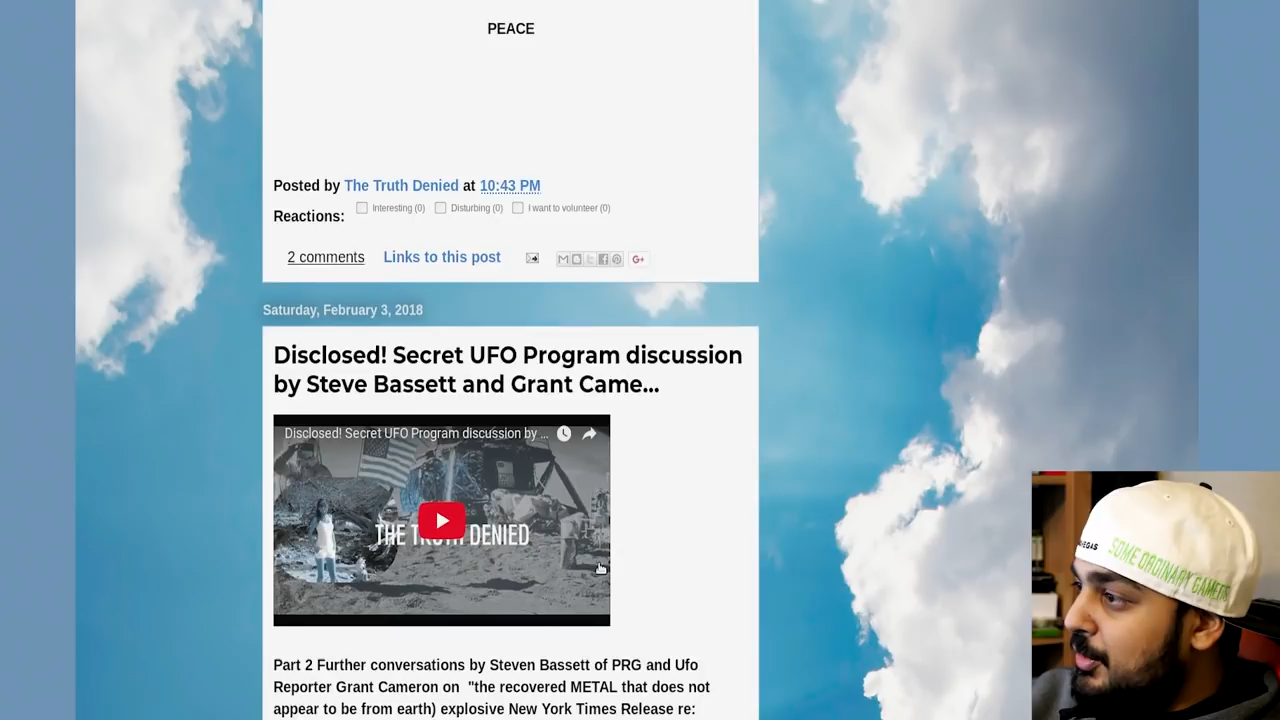 PEACE
Posted by The Truth Denied at 10:43 PM
Reactions: Interesting (0) Disturbing (0) I want to volunteer (0)
2 comments Links to this post
G+
Saturday, February 3, 2018
Disclosed! Secret UFO Program discussion
by Steve Bassett and Grant Came...
Disclosed! Secret UFO Program discussion by ...
THE TRUTH DENIED
Part 2 Further conversations by Steven Bassett of PRG and Ufo
Reporter Grant Cameron on "the recovered METAL that does not
appear to be from earth) explosive New York Times Release re:
SOME ORDINARY GAMERS